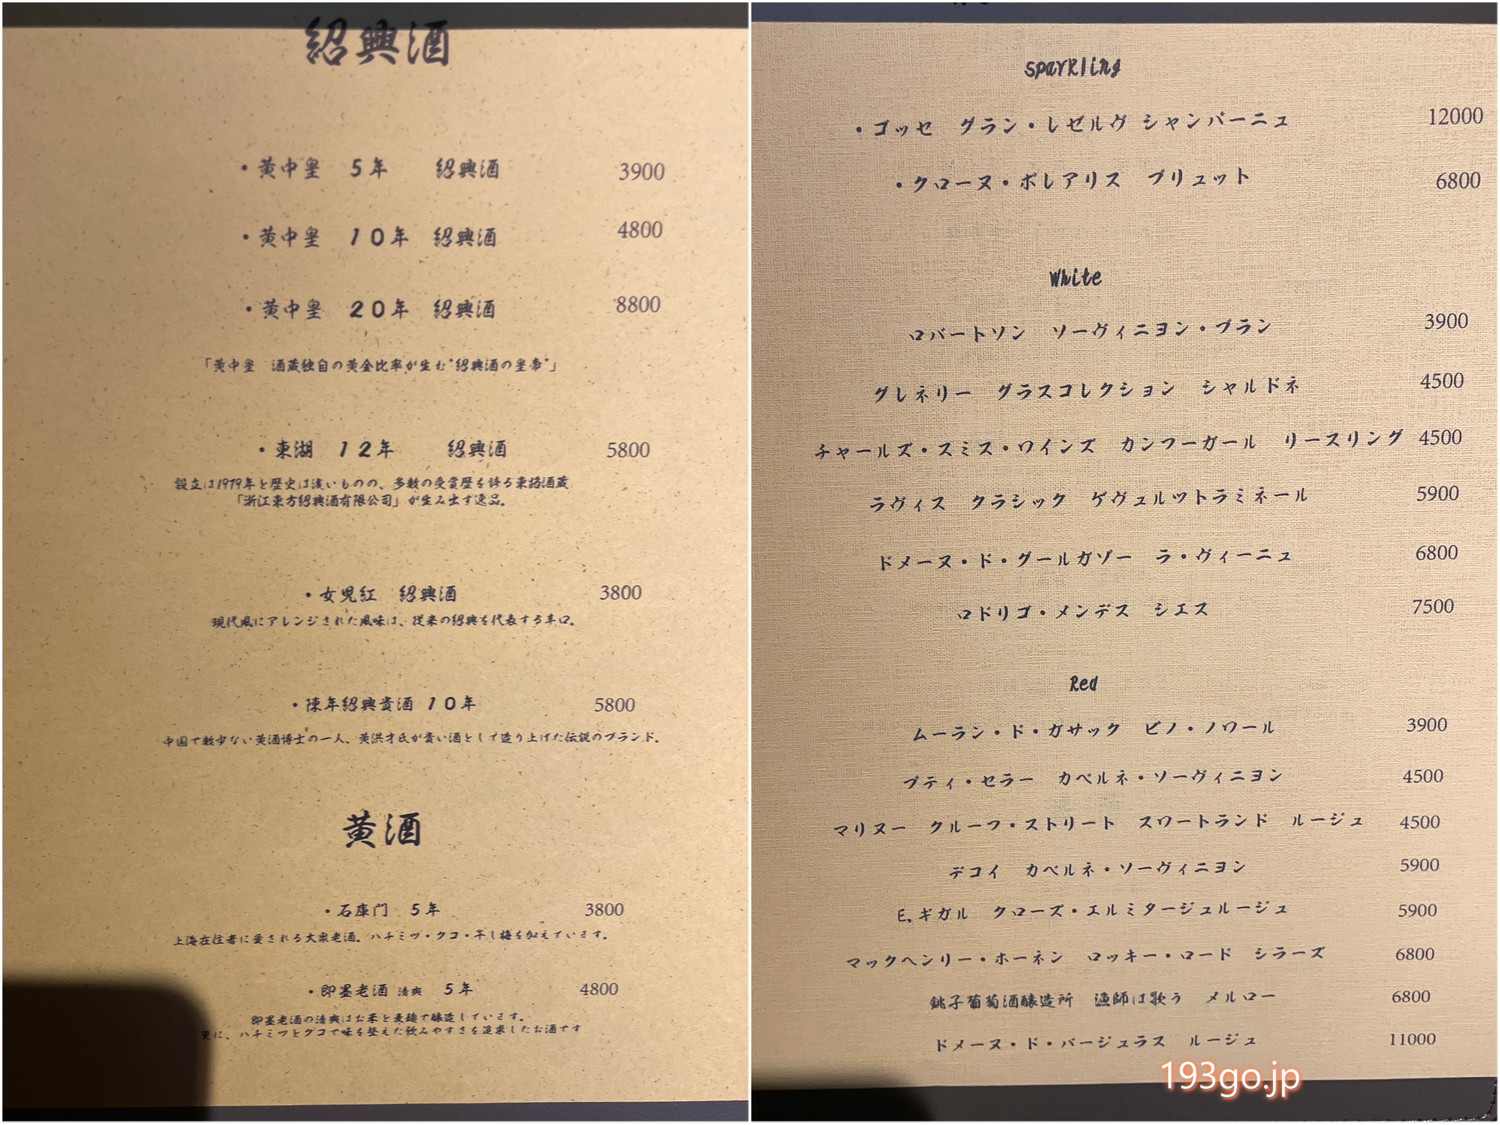 紹興酒
・黄中皇 5年 紹興酒 3900
・黄中皇 10年 紹興酒 4800
・黄中皇 20年 紹興酒 8800
「黄中皇 酒蔵独自の黄金比率が生む"紹興酒の皇帝"」
・東湖 12年 紹興酒 5800
設立は1979年と歴史は浅いものの、多数の受賞歴を誇る東路酒蔵
「浙江東方紹興酒有限公司」が生み出す逸品。
・女児紅 紹興酒 3800
現代風にアレンジされた風味は、従来の紹興を代表する辛口。
・陳年紹興貴酒 10年 5800
中国で数少ない黄酒博士の一人、黄洪才氏が貴い酒として造り上げた伝説のブランド。
黄酒
・石庫門 5年 3800
上海在住者に愛される大衆老酒。ハチミツ・クコ・干し梅を加えています。
・即墨老酒 清爽 5年 4800
即墨老酒の清爽はお米と麦麹で醸造しています。
更に、ハチミツとクコで味を整えた飲みやすさを追求したお酒です
sparkling
・ゴッセ グラン・レゼルヴ シャンパーニュ 12000
・クローヌ・ボレアリス ブリュット 6800
White
ロバートソン ソーヴィニヨン・ブラン 3900
グレネリー グラスコレクション シャルドネ 4500
チャールズ・スミス・ワインズ カンフーガール リースリング 4500
ラヴィス クラシック ゲヴュルツトラミネール 5900
ドメーヌ・ド・グールガゾー ラ・ヴィーニュ 6800
ロドリゴ・メンデス シエス 7500
Red
ムーラン・ド・ガサック ピノ・ノワール 3900
プティ・セラー カベルネ・ソーヴィニヨン 4500
マリヌー クルーフ・ストリート スワートランド ルージュ 4500
デコイ カベルネ・ソーヴィニヨン 5900
E.ギガル クローズ・エルミタージュルージュ 5900
マックヘンリー・ホーネン ロッキー・ロード シラーズ 6800
銚子葡萄酒醸造所 漁師は歌う メルロー 6800
ドメーヌ・ド・バージュラス ルージュ 11000
193go.jp